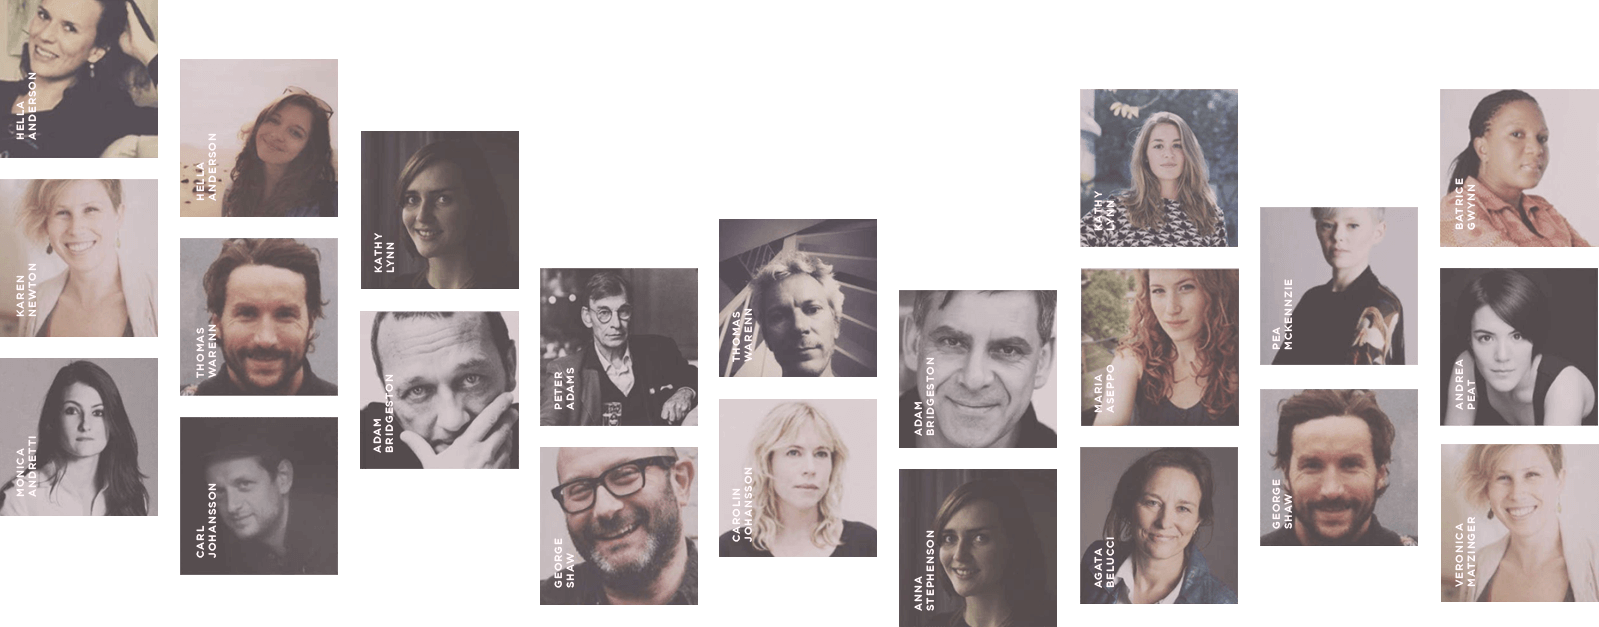 HELLA
ANDERSON
KAREN
NEWTON
MONICA
ANDRETTI
HELLA
ANDERSON
THOMAS
WARENN
CARL
JOHANSSON
KATHY
LYNN
ADAM
BRIDGESTON
PETER
ADAMS
GEORGE
SHAW
THOMAS
WARENN
CAROLIN
JOHANSSON
ADAM
BRIDGESTON
ANNA
STEPHENSON
KATHY
LYNN
MARIA
ASEPPO
AGATA
BELUCCI
PEA
MCKENNZIE
GEORGE
SHAW
BATRICE
GWYNN
ANDREA
PEAT
VERONICA
MATZINGER